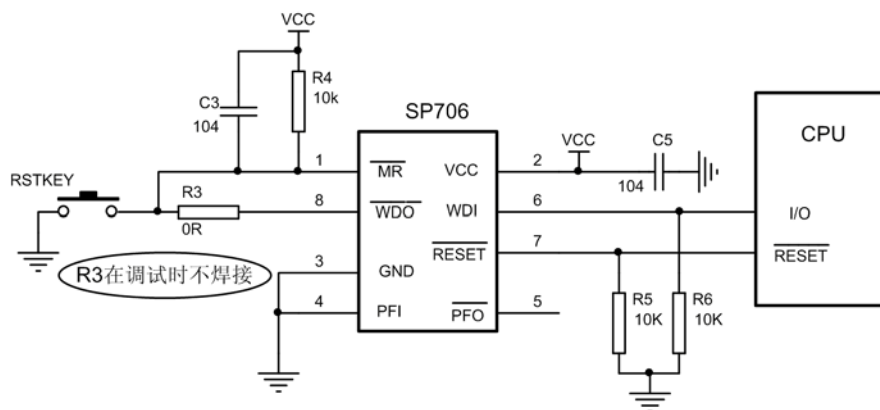 VCC
C3
104
R4
10k
SP706
CPU
RSTKEY
R3
0R
1
8
3
4
MR
WDO
GND
PFI
VCC
WDI
RESET
PFO
2
6
7
5
VCC
C5
104
I/O
RESET
R3在调试时不焊接
R5
10K
R6
10K